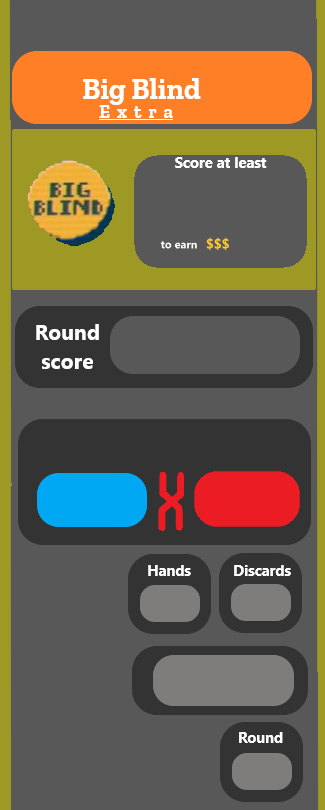 Big Blind
Extra
BIG
BLIND
Score at least
to earn $$$
Round
score
X
Hands
Discards
Round